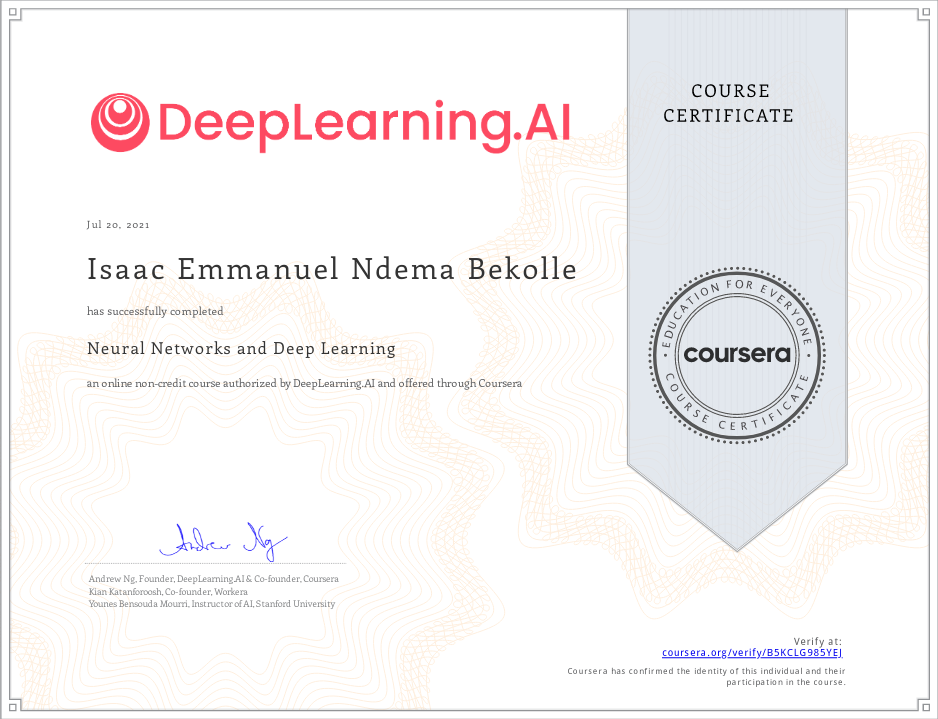 DeepLearning.AI
COURSE
CERTIFICATE
Jul 20, 2021
Isaac Emmanuel Ndema Bekolle
has successfully completed
Neural Networks and Deep Learning
an online non-credit course authorized by DeepLearning.AI and offered through Coursera
EDUCATION FOR EVERYONE
coursera
COURSE CERTIFICATE
Andrew Ng
Andrew Ng, Founder, DeepLearning.AI & Co-founder, Coursera
Kian Katanforoosh, Co-founder, Workera
Younes Bensouda Mourri, Instructor of AI, Stanford University
Verify at:
coursera.org/verify/B5KCLG985YEJ
Coursera has confirmed the identity of this individual and their
participation in the course.